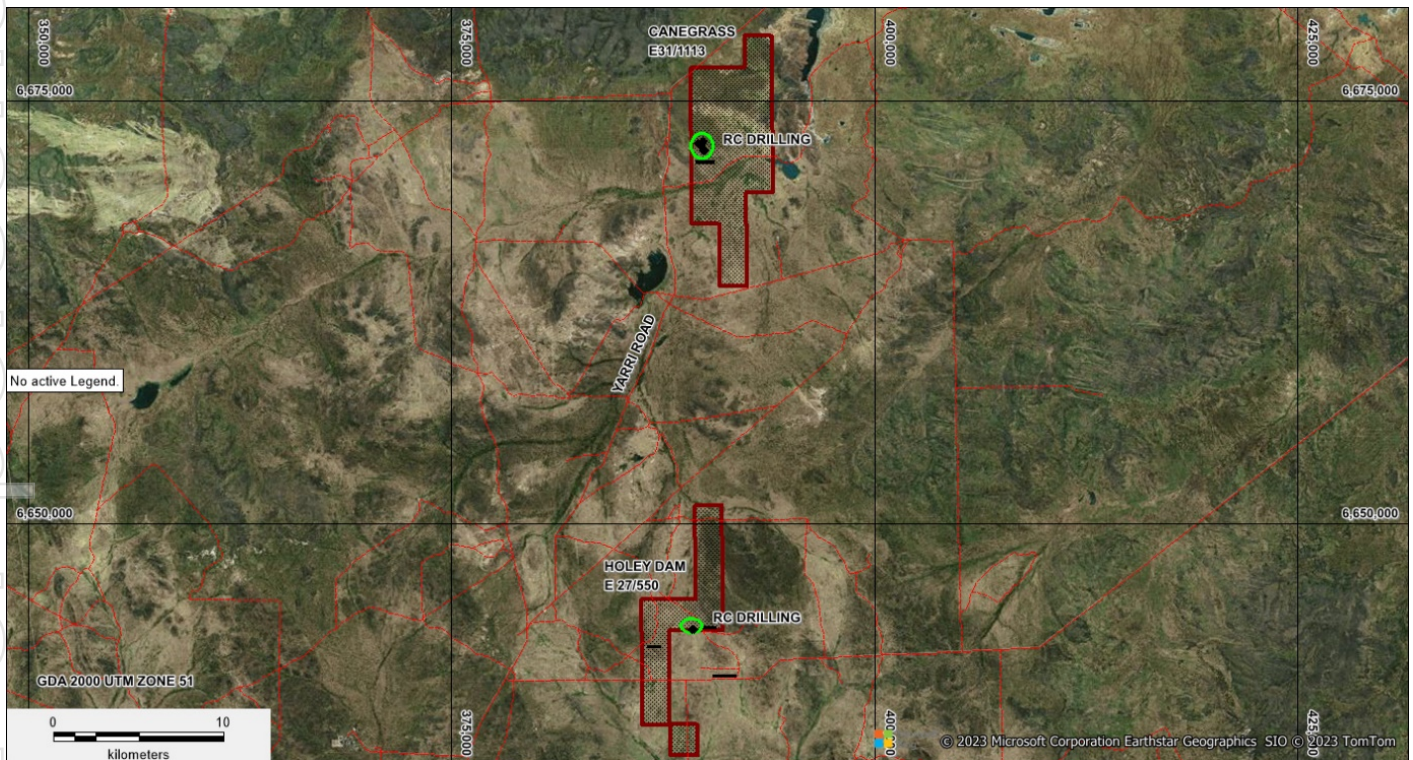 350,000
375,000
CANEGRASS
E31/1113
400,000
425,000
6,675,000
6,675,000
RC DRILLING
YARRI ROAD
No active Legend.
6,650,000
6,650,000
HOLEY DAM
E 27/550
RC DRILLING
GDA 2000 UTM ZONE 51
0 10
kilometers
375,000
400,000
425,000
© 2023 Microsoft Corporation Earthstar Geographics SIO © 2023 TomTom